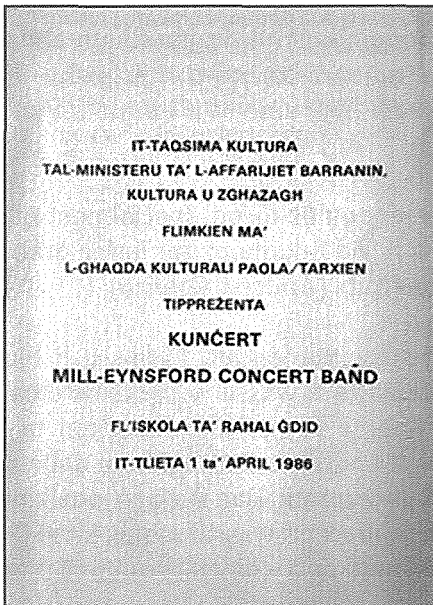 IT-TAQSIMA KULTURA
TAL-MINISTERU TA' L-AFFARIJIET BARRANIN,
KULTURA U ZGHAZAGH
FLIMKIEN MA'
L-GHAQDA KULTURALI PAOLA/TARXIEN
TIPPREŻENTA
KUNĊERT
MILL-EYNSFORD CONCERT BAÑD
FL'ISKOLA TA' RAHAL ĠDID
IT-TLIETA 1 ta' APRIL 1986